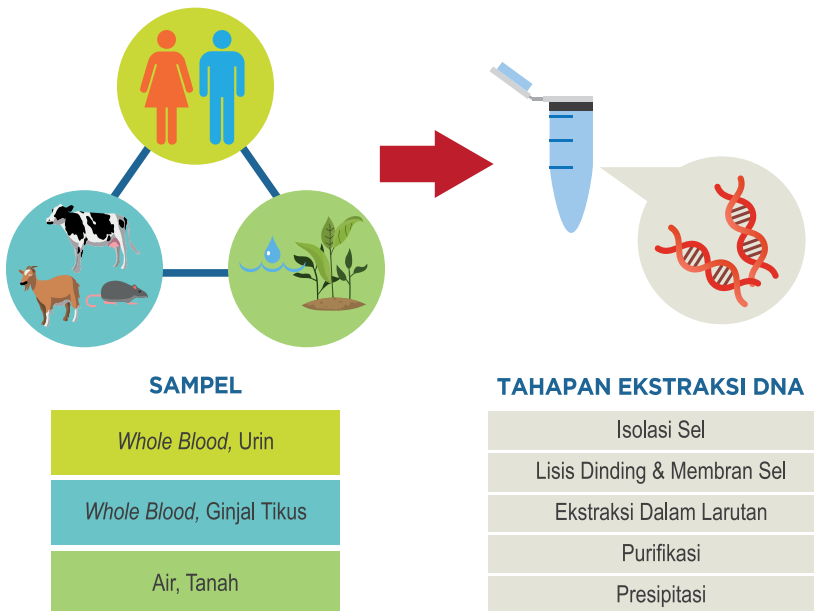 SAMPEL
Whole Blood, Urin
Whole Blood, Ginjal Tikus
Air, Tanah
TAHAPAN EKSTRAKSI DNA
Isolasi Sel
Lisis Dinding & Membran Sel
Ekstraksi Dalam Larutan
Purifikasi
Presipitasi